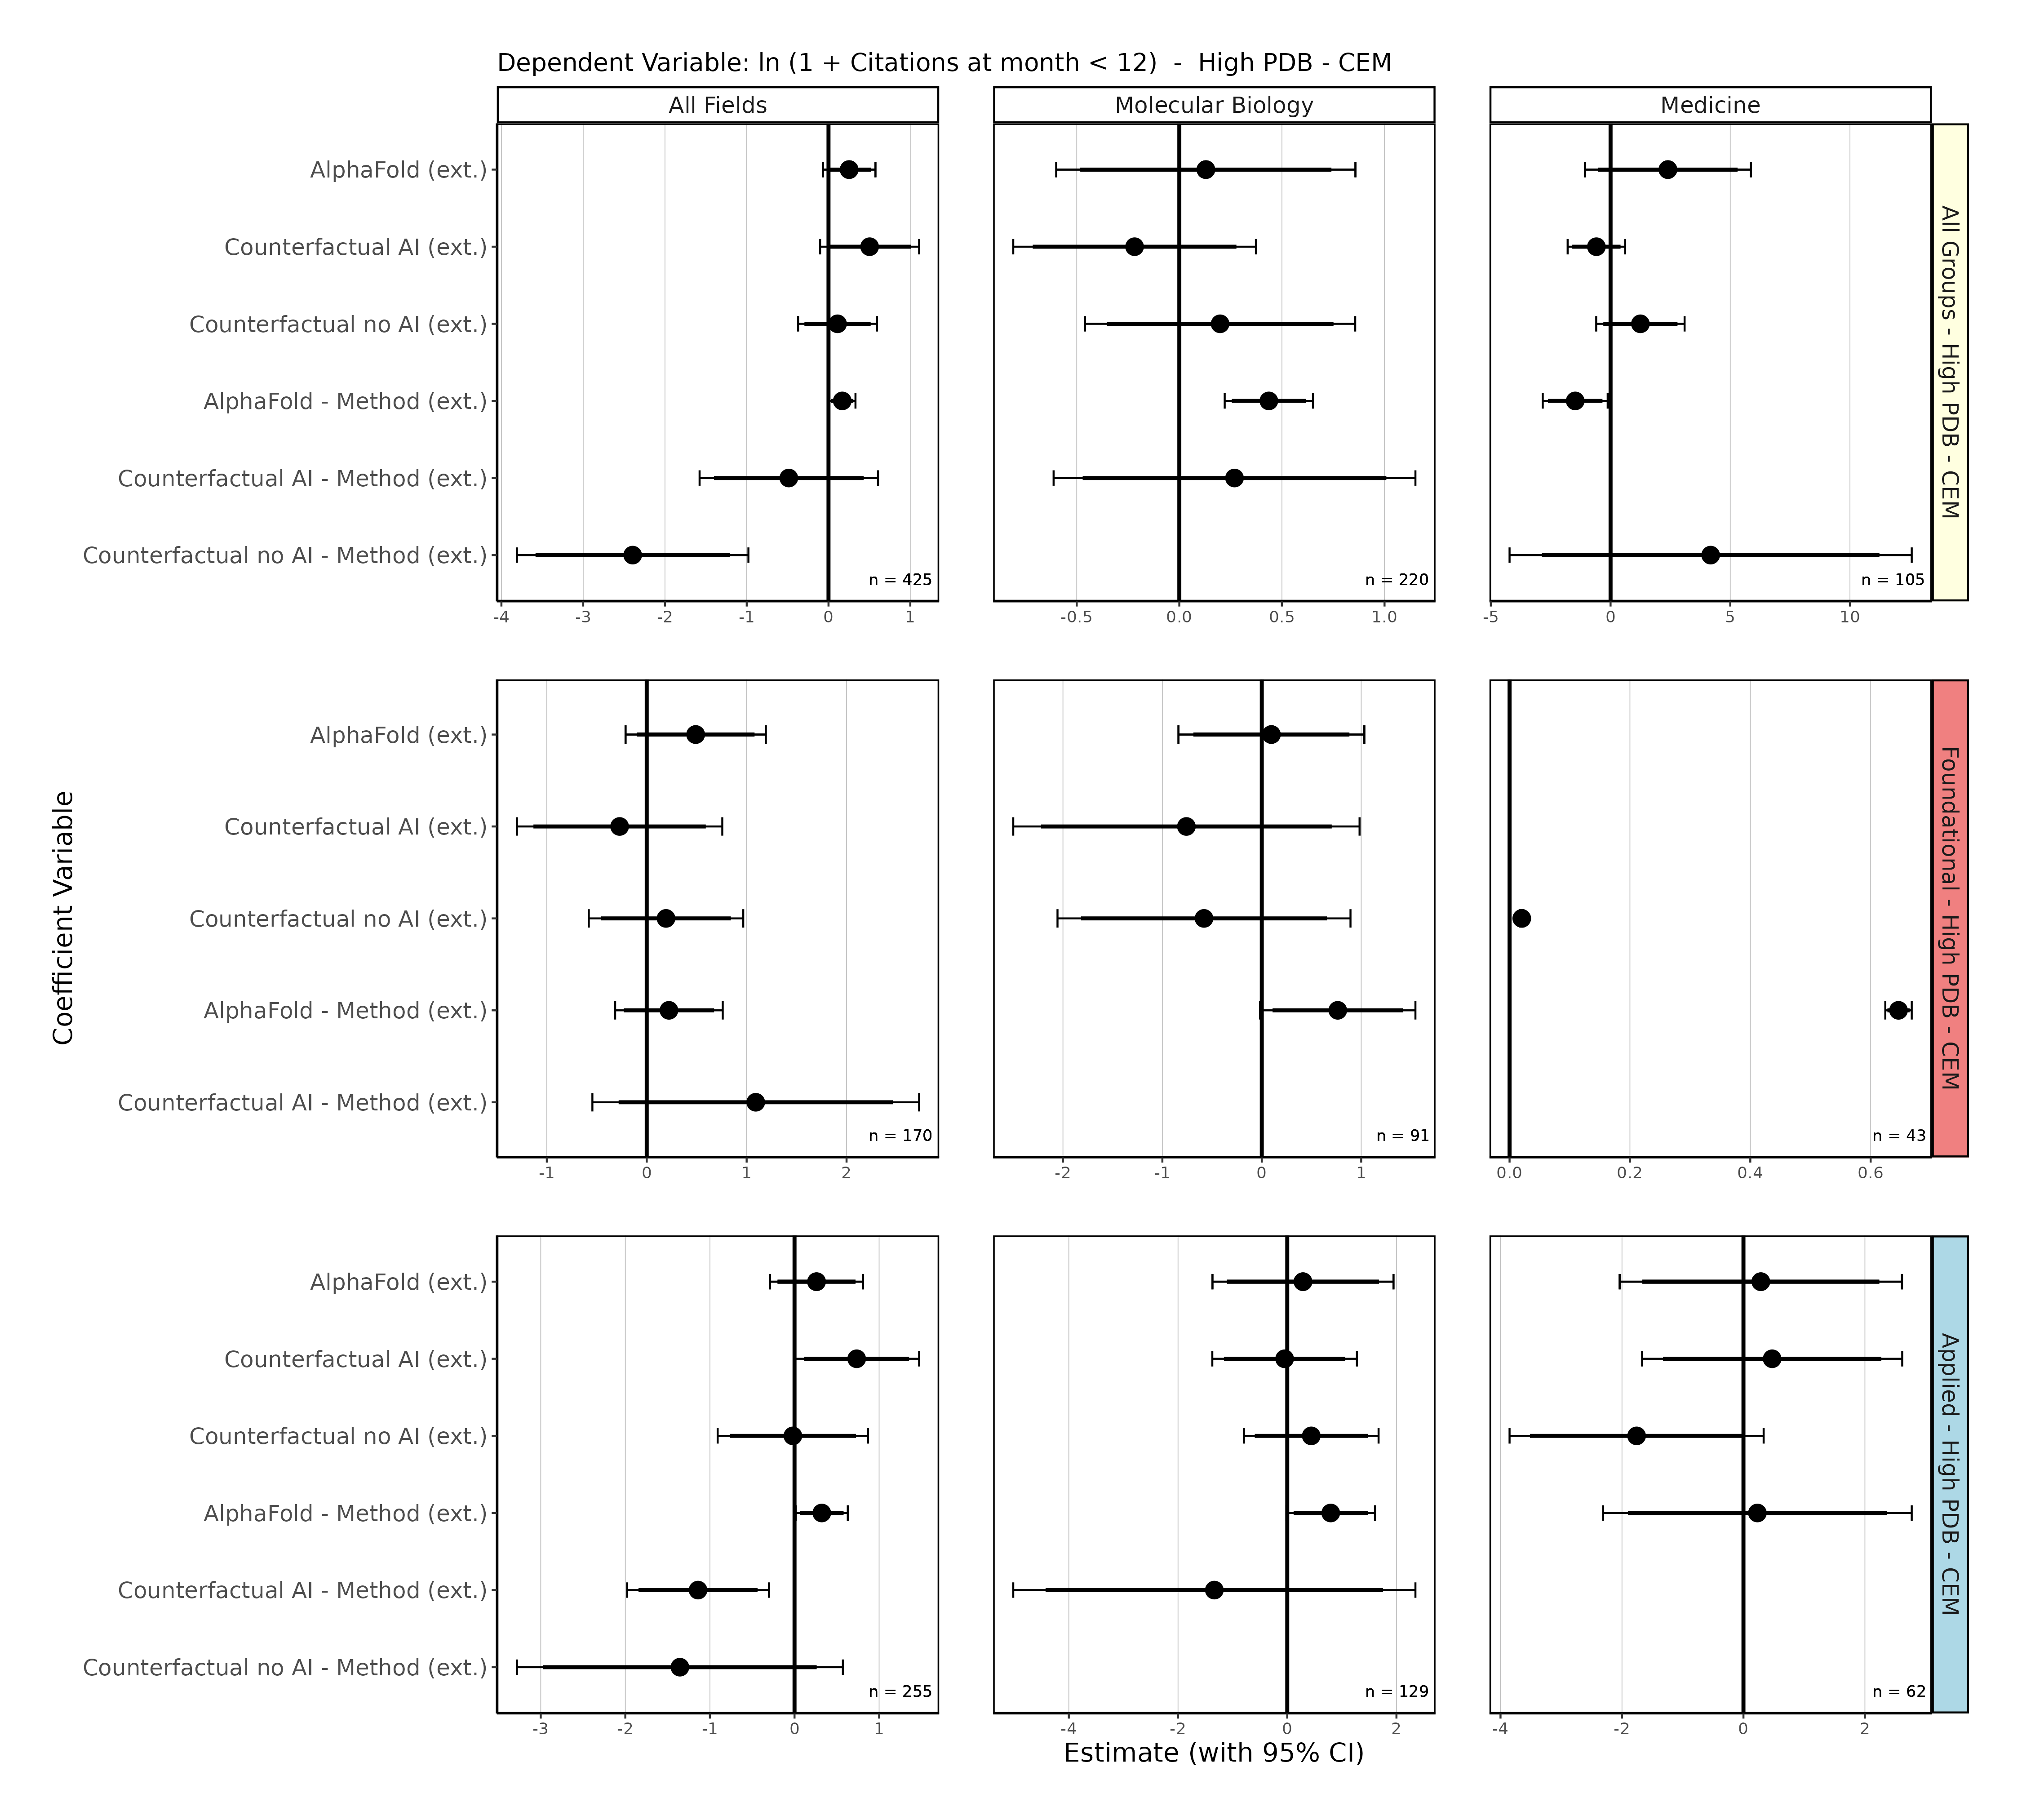 Dependent Variable: ln (1 + Citations at month < 12)  -  High PDB - CEM
All Fields
Molecular Biology
Medicine
AlphaFold (ext.)
Counterfactual AI (ext.)
Counterfactual no AI (ext.)
AlphaFold - Method (ext.)
Counterfactual AI - Method (ext.)
Counterfactual no AI - Method (ext.)
n = 425
n = 220
n = 105
All Groups - High PDB - CEM
-4 -3 -2 -1 0 1
-0.5 0.0 0.5 1.0
-5 0 5 10
Coefficient Variable
AlphaFold (ext.)
Counterfactual AI (ext.)
Counterfactual no AI (ext.)
AlphaFold - Method (ext.)
Counterfactual AI - Method (ext.)
n = 170
n = 91
n = 43
Foundational - High PDB - CEM
-1 0 1 2
-2 -1 0 1
0.0 0.2 0.4 0.6
AlphaFold (ext.)
Counterfactual AI (ext.)
Counterfactual no AI (ext.)
AlphaFold - Method (ext.)
Counterfactual AI - Method (ext.)
Counterfactual no AI - Method (ext.)
n = 255
n = 129
n = 62
Applied - High PDB - CEM
-3 -2 -1 0 1
-4 -2 0 2
-4 -2 0 2
Estimate (with 95% CI)